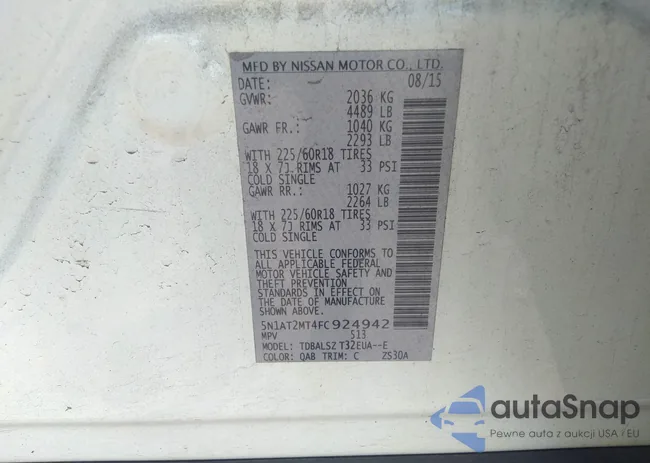 MFD BY NISSAN MOTOR CO., LTD.
DATE: 08/15
GVWR: 2036 KG
4489 LB
GAWR FR.: 1040 KG
2293 LB
WITH 225/60R18 TIRES
18 X 7J RIMS AT 33 PSI
COLD SINGLE
GAWR RR.: 1027 KG
2264 LB
WITH 225/60R18 TIRES
18 X 7J RIMS AT 33 PSI
COLD SINGLE
THIS VEHICLE CONFORMS TO
ALL APPLICABLE FEDERAL
MOTOR VEHICLE SAFETY AND
THEFT PREVENTION
STANDARDS IN EFFECT ON
THE DATE OF MANUFACTURE
SHOWN ABOVE.
5N1AT2MT4FC924942
MPV 513
MODEL: TDBALSZ T32EUA--E
COLOR: QAB TRIM: C ZS30A
autaSnap
Pewne auta z aukcji USA i EU